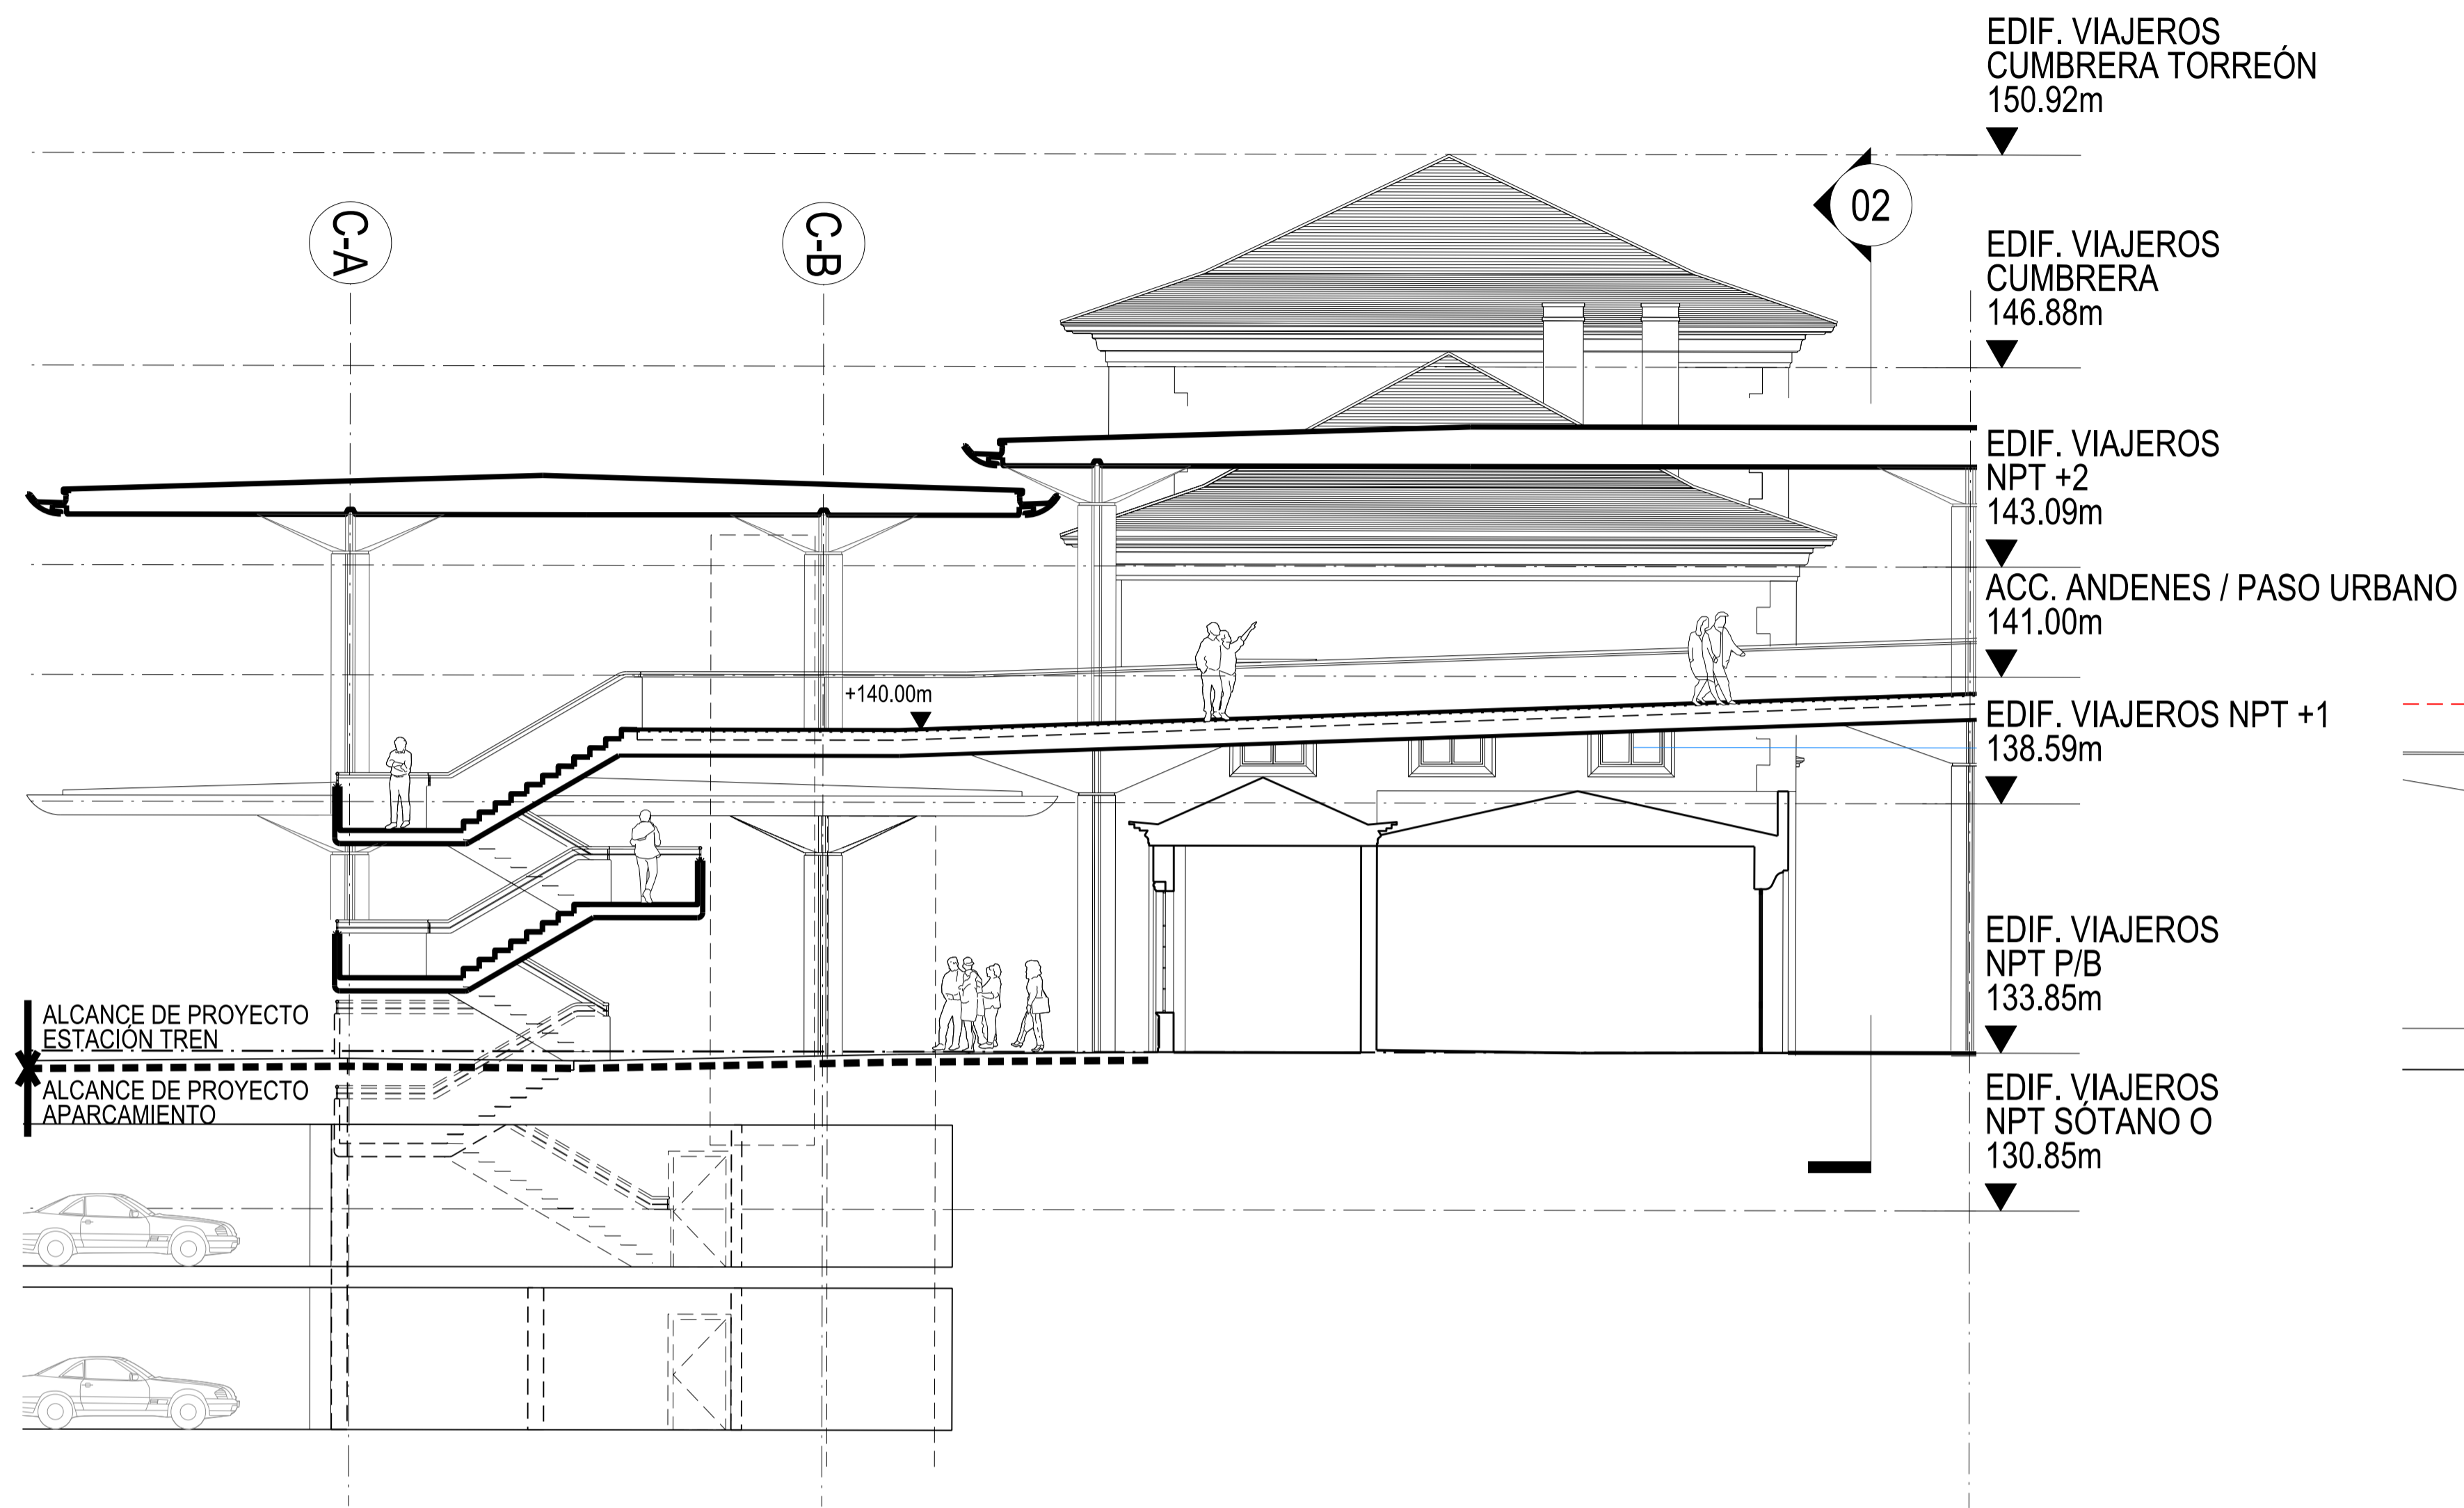 EDIF. VIAJEROS
CUMBRERA TORREÓN
150.92m
02
C-A
C-B
EDIF. VIAJEROS
CUMBRERA
146.88m
EDIF. VIAJEROS
NPT +2
143.09m
ACC. ANDENES / PASO URBANO
141.00m
+140.00m
EDIF. VIAJEROS NPT +1
138.59m
EDIF. VIAJEROS
NPT P/B
133.85m
ALCANCE DE PROYECTO
ESTACIÓN TREN
ALCANCE DE PROYECTO
APARCAMIENTO
EDIF. VIAJEROS
NPT SÓTANO O
130.85m